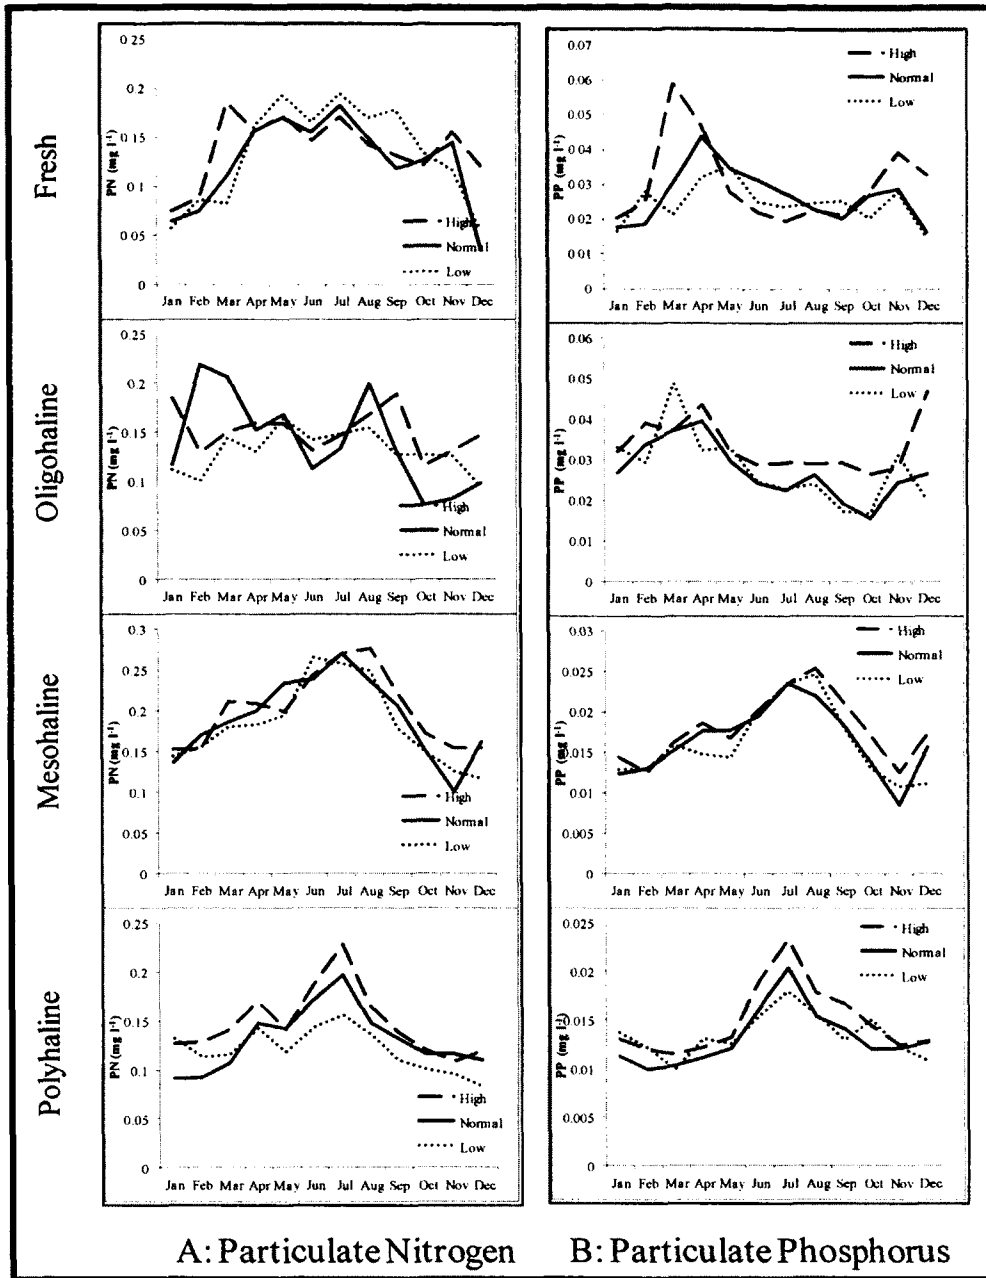 Fresh
PN (mg l⁻¹)
0.25
0.2
0.15
0.1
0.05
0
High
Normal
Low
Jan Feb Mar Apr May Jun Jul Aug Sep Oct Nov Dec
PP (mg l⁻¹)
0.07
0.06
0.05
0.04
0.03
0.02
0.01
0
High
Normal
Low
Jan Feb Mar Apr May Jun Jul Aug Sep Oct Nov Dec
Oligohaline
PN (mg l⁻¹)
0.2
0.15
0.1
0.05
0
High
Normal
Low
Jan Feb Mar Apr May Jun Jul Aug Sep Oct Nov Dec
PP (mg l⁻¹)
0.06
0.05
0.04
0.03
0.02
0.01
0
High
Normal
Low
Jan Feb Mar Apr May Jun Jul Aug Sep Oct Nov Dec
Mesohaline
PN (mg l⁻¹)
0.3
0.25
0.2
0.15
0.1
0.05
0
High
Normal
Low
Jan Feb Mar Apr May Jun Jul Aug Sep Oct Nov Dec
PP (mg l⁻¹)
0.03
0.025
0.02
0.015
0.01
0.005
0
High
Normal
Low
Jan Feb Mar Apr May Jun Jul Aug Sep Oct Nov Dec
Polyhaline
PN (mg l⁻¹)
0.25
0.2
0.15
0.1
0.05
0
High
Normal
Low
Jan Feb Mar Apr May Jun Jul Aug Sep Oct Nov Dec
PP (mg l⁻¹)
0.025
0.02
0.015
0.01
0.005
0
High
Normal
Low
Jan Feb Mar Apr May Jun Jul Aug Sep Oct Nov Dec
A: Particulate Nitrogen
B: Particulate Phosphorus